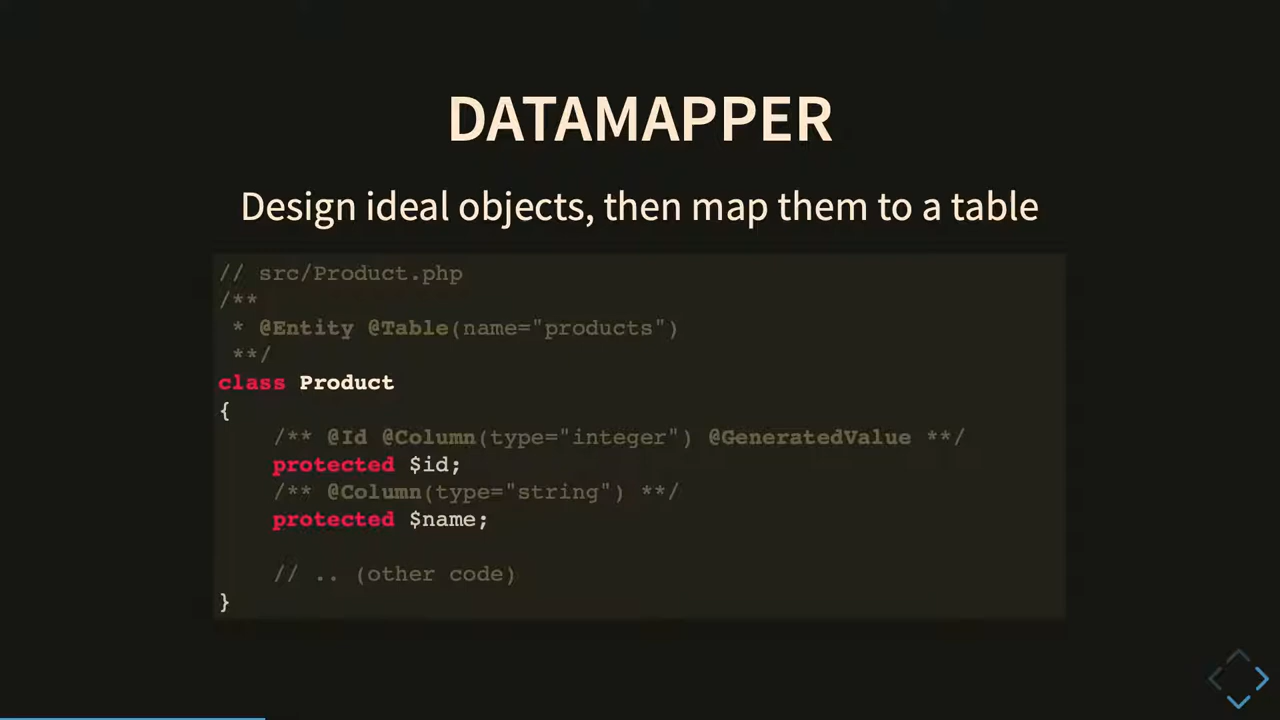 DATAMAPPER
Design ideal objects, then map them to a table
// src/Product.php
/**
 * @Entity @Table(name="products")
 **/
class Product
{
    /** @Id @Column(type="integer") @GeneratedValue **/
    protected $id;
    /** @Column(type="string") **/
    protected $name;

    // .. (other code)
}